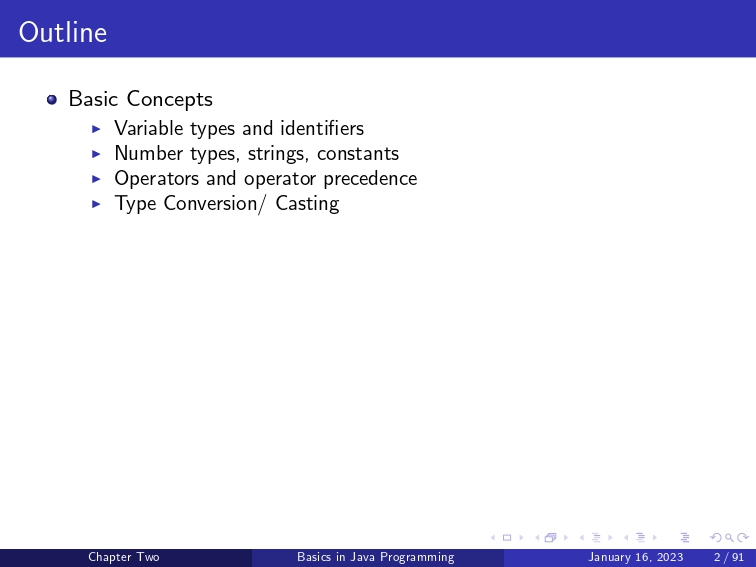 Outline
Basic Concepts
Variable types and identifiers
Number types, strings, constants
Operators and operator precedence
Type Conversion/ Casting
Chapter Two
Basics in Java Programming
January 16, 2023
2 / 91